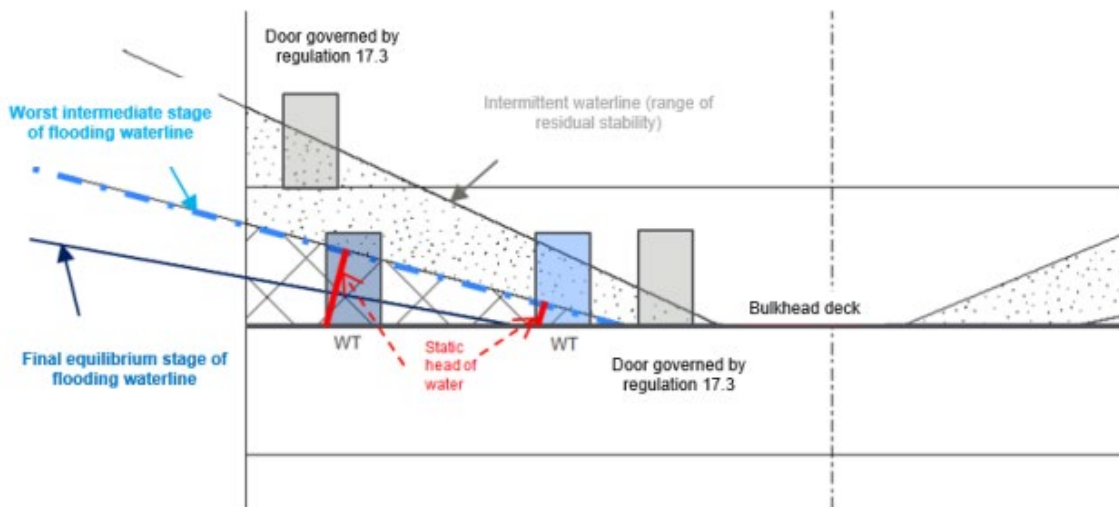 Door governed by
regulation 17.3
Worst intermediate stage
of flooding waterline
Intermittent waterline (range of
residual stability)
Bulkhead deck
WT
Static
head of
water
WT
Final equilibrium stage of
flooding waterline
Door governed by
regulation 17.3